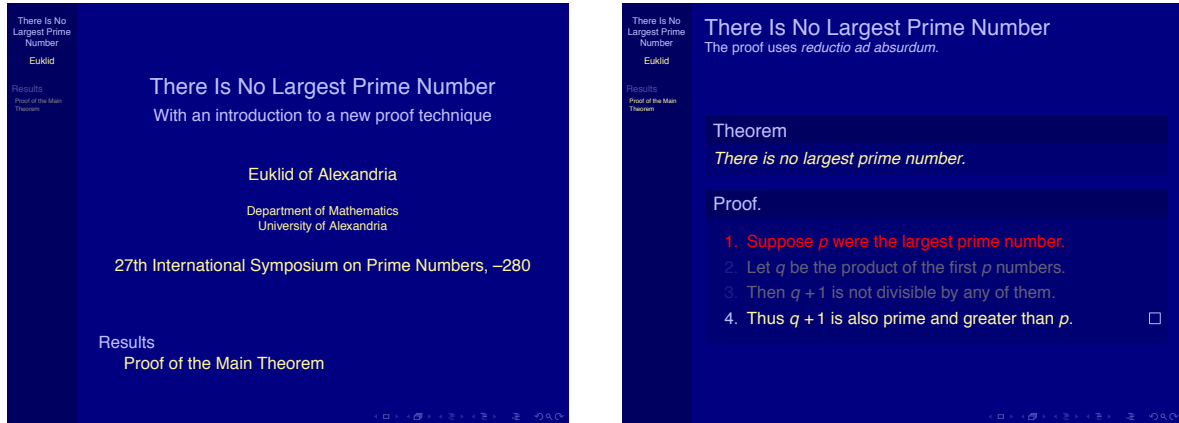 There Is No
Largest Prime
Number
Euklid
Results
Proof of the Main
Theorem
There Is No Largest Prime Number
With an introduction to a new proof technique
Euklid of Alexandria
Department of Mathematics
University of Alexandria
27th International Symposium on Prime Numbers, –280
Results
Proof of the Main Theorem
There Is No
Largest Prime
Number
Euklid
Results
Proof of the Main
Theorem
There Is No Largest Prime Number
The proof uses reductio ad absurdum.
Theorem
There is no largest prime number.
Proof.
1. Suppose p were the largest prime number.
2. Let q be the product of the first p numbers.
3. Then q + 1 is not divisible by any of them.
4. Thus q + 1 is also prime and greater than p. □